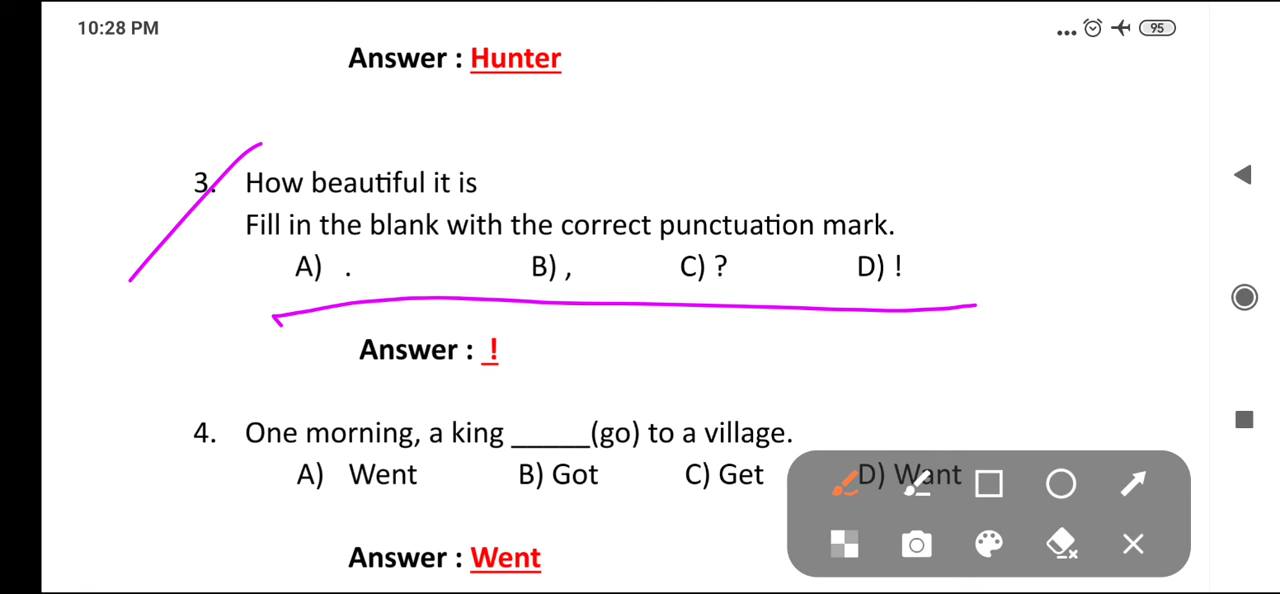 10:28 PM
95
Answer : Hunter
3. How beautiful it is
Fill in the blank with the correct punctuation mark.
A) . B) , C) ? D) !
Answer : !
4. One morning, a king _____(go) to a village.
A) Went B) Got C) Get D) Want
Answer : Went